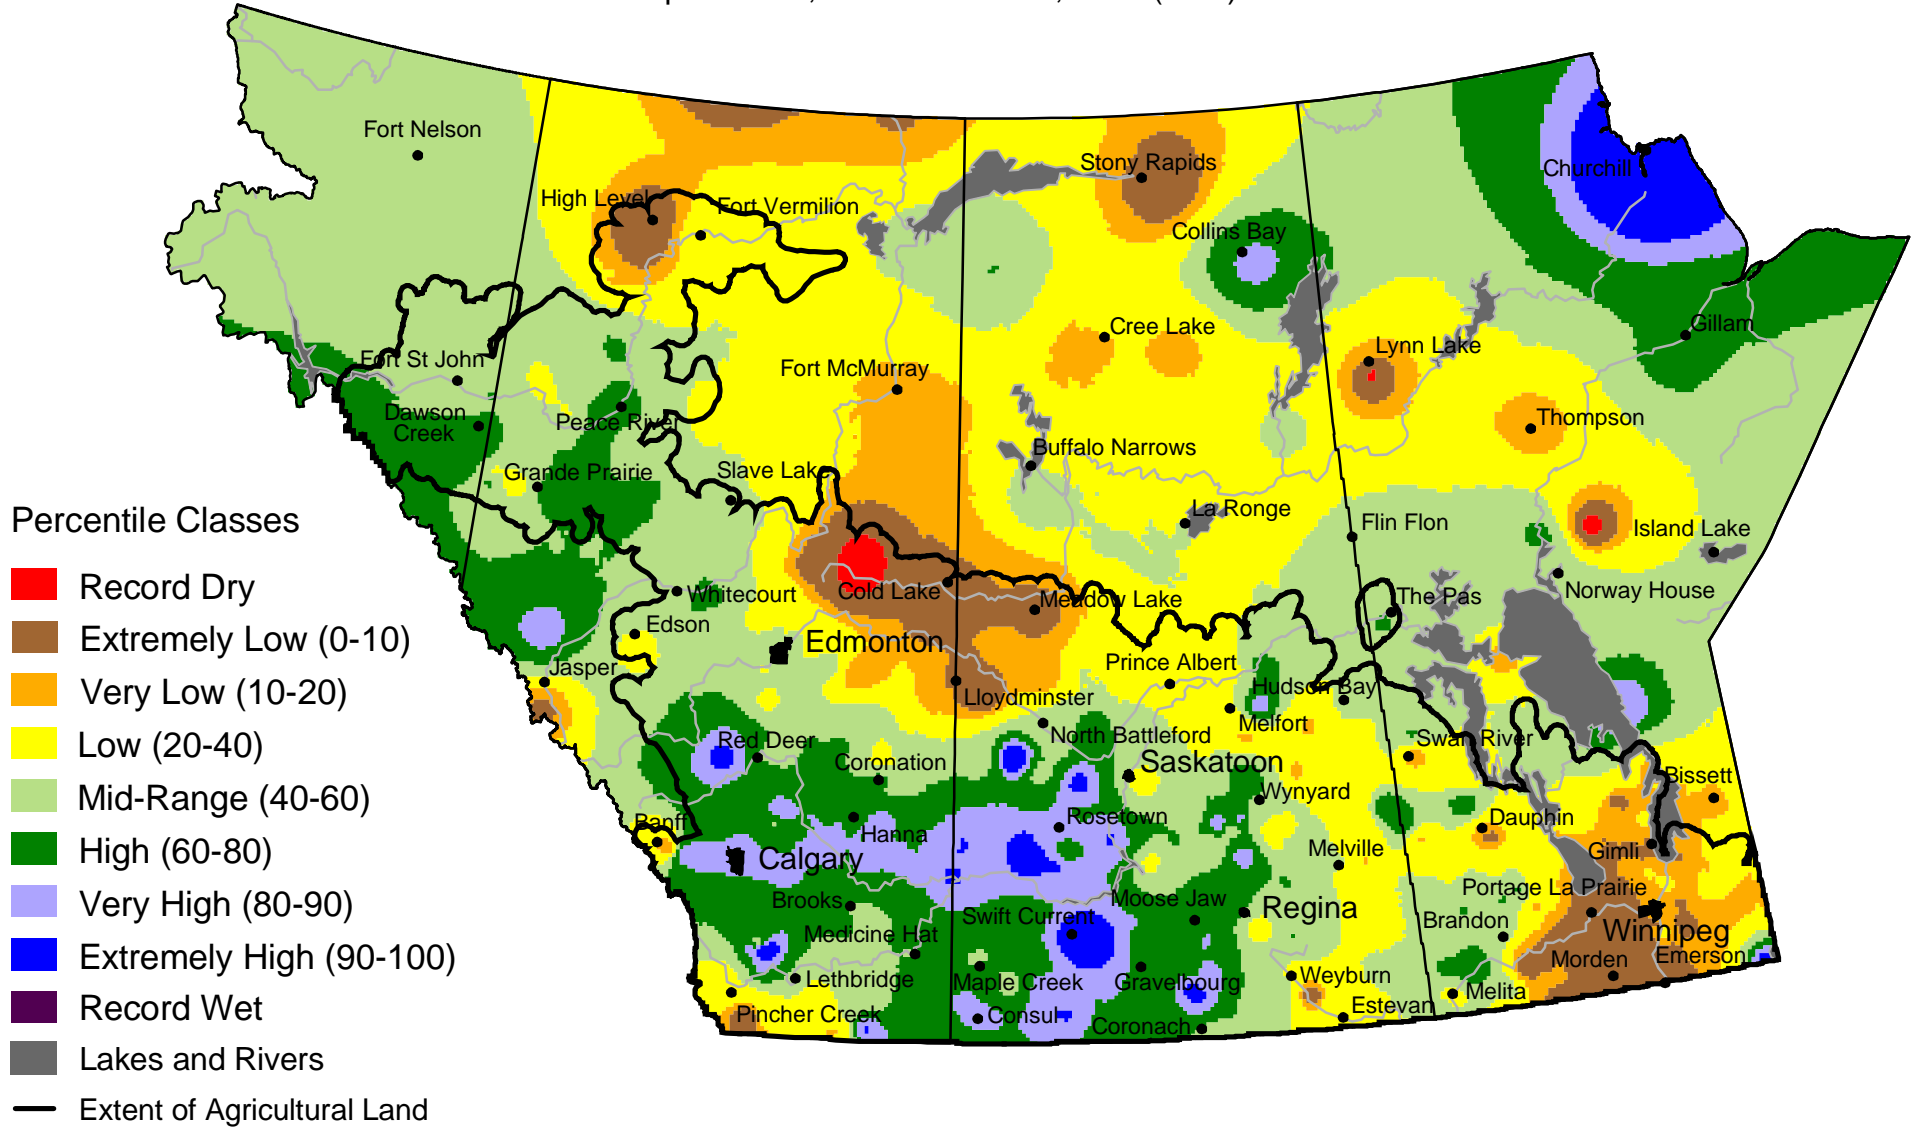 Fort Nelson
Churchill
Stony Rapids
High Level
Fort Vermilion
Collins Bay
Gillam
Cree Lake
Lynn Lake
Fort St John
Fort McMurray
Dawson
Creek
Peace River
Thompson
Buffalo Narrows
Grande Prairie
Slave Lake
La Ronge
Flin Flon
Island Lake
Whitecourt
Cold Lake
Meadow Lake
The Pas
Norway House
Edson
Edmonton
Jasper
Prince Albert
Hudson Bay
Lloydminster
Melfort
North Battleford
Red Deer
Swan River
Coronation
Saskatoon
Bissett
Wynyard
Banff
Hanna
Rosetown
Dauphin
Calgary
Melville
Gimli
Brooks
Moose Jaw
Portage La Prairie
Swift Current
Regina
Brandon
Medicine Hat
Winnipeg
Lethbridge
Maple Creek
Gravelbourg
Weyburn
Morden
Emerson
Pincher Creek
Consul
Coronach
Estevan
Melita
Percentile Classes
Record Dry
Extremely Low (0-10)
Very Low (10-20)
Low (20-40)
Mid-Range (40-60)
High (60-80)
Very High (80-90)
Extremely High (90-100)
Record Wet
Lakes and Rivers
Extent of Agricultural Land